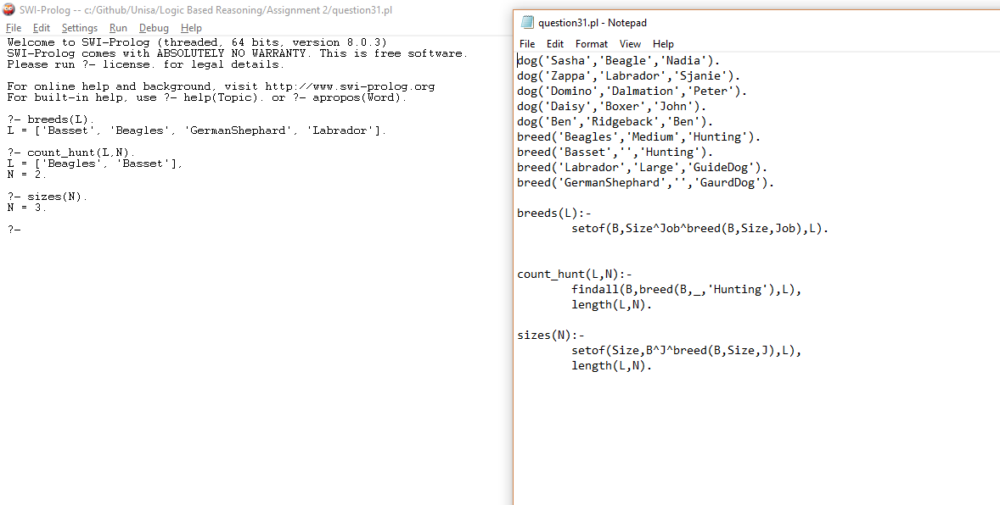 SWI-Prolog -- c:/Github/Unisa/Logic Based Reasoning/Assignment 2/question31.pl
File Edit Settings Run Debug Help
Welcome to SWI-Prolog (threaded, 64 bits, version 8.0.3)
SWI-Prolog comes with ABSOLUTELY NO WARRANTY. This is free software.
Please run ?- license. for legal details.
For online help and background, visit http://www.swi-prolog.org
For built-in help, use ?- help(Topic). or ?- apropos(Word).
?- breeds(L).
L = ['Basset', 'Beagles', 'GermanShephard', 'Labrador'].
?- count_hunt(L,N).
L = ['Beagles', 'Basset'],
N = 2.
?- sizes(N).
N = 3.
?-
question31.pl - Notepad
File Edit Format View Help
dog('Sasha','Beagle','Nadia').
dog('Zappa','Labrador','Sjanie').
dog('Domino','Dalmation','Peter').
dog('Daisy','Boxer','John').
dog('Ben','Ridgeback','Ben').
breed('Beagles','Medium','Hunting').
breed('Basset','','Hunting').
breed('Labrador','Large','GuideDog').
breed('GermanShephard','','GaurdDog').
breeds(L):-
setof(B,Size^Job^breed(B,Size,Job),L).
count_hunt(L,N):-
findall(B,breed(B,_,'Hunting'),L),
length(L,N).
sizes(N):-
setof(Size,B^J^breed(B,Size,J),L),
length(L,N).